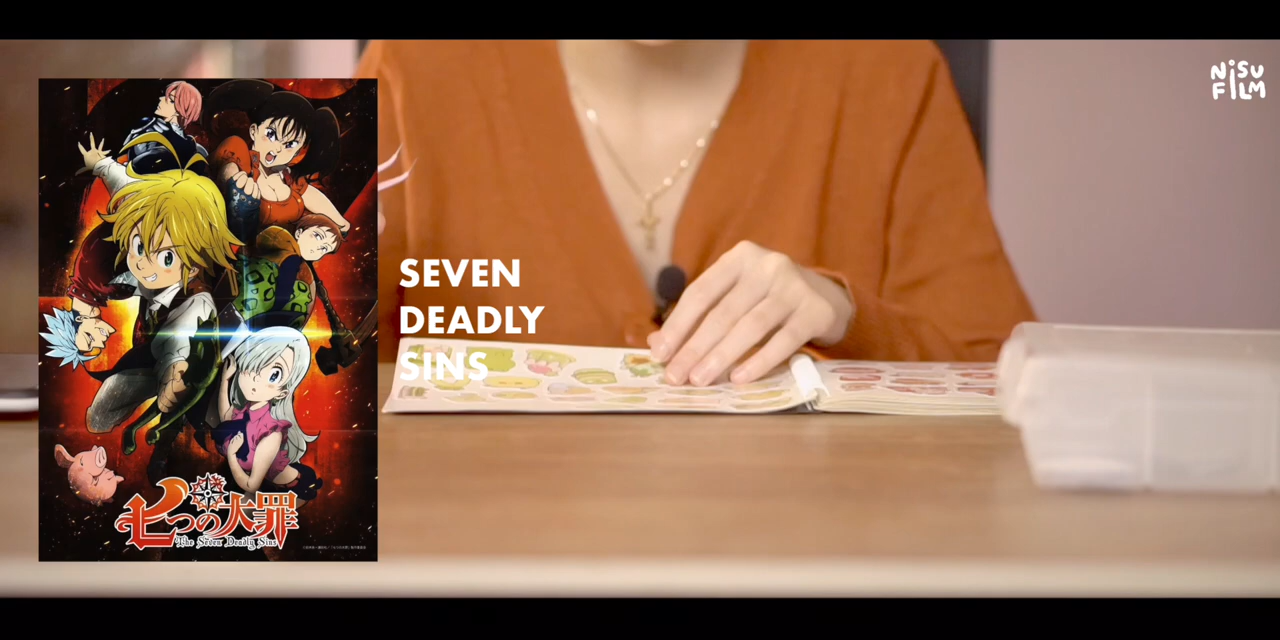 NiSU
FiLM
SEVEN
DEADLY
SINS
七つの大罪
The Seven Deadly Sins